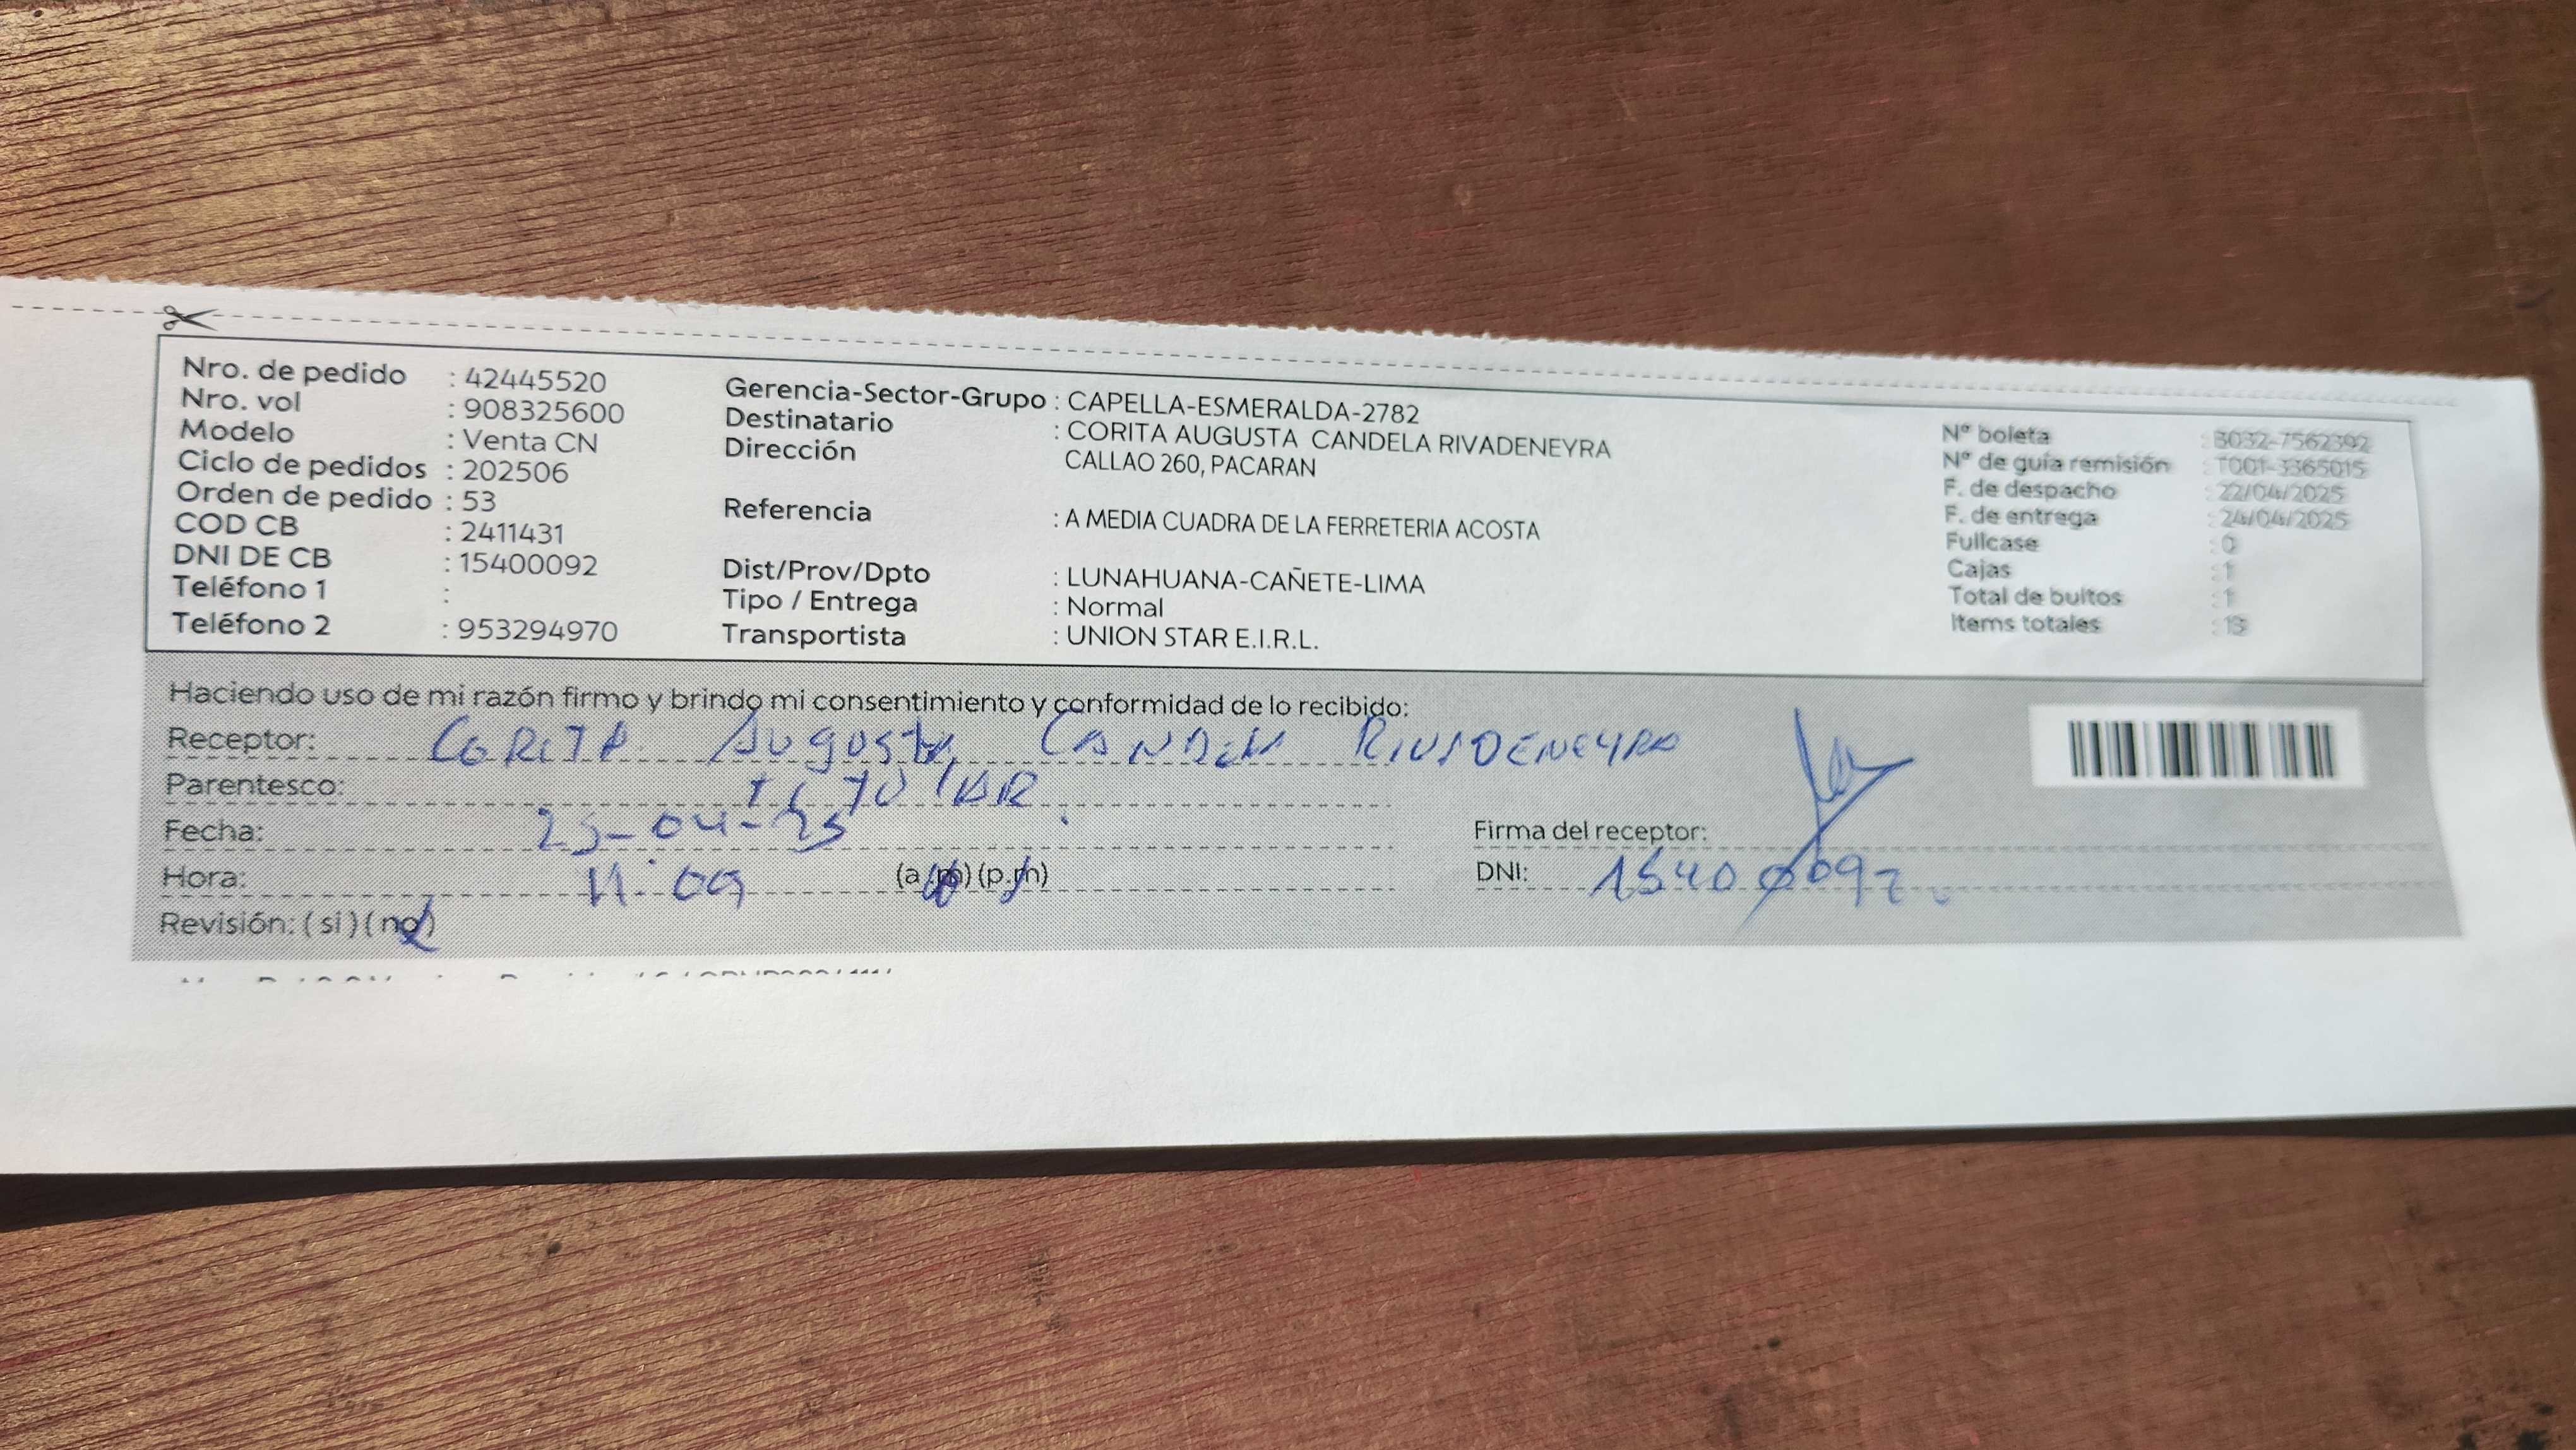 Nro. de pedido : 42445520
Nro. vol : 908325600
Modelo : Venta CN
Ciclo de pedidos : 202506
Orden de pedido : 53
COD CB : 2411431
DNI DE CB : 15400092
Teléfono 1 :
Teléfono 2 : 953294970
Gerencia-Sector-Grupo : CAPELLA-ESMERALDA-2782
Destinatario : CORITA AUGUSTA CANDELA RIVADENEYRA
Dirección CALLAO 260, PACARAN
Referencia : A MEDIA CUADRA DE LA FERRETERIA ACOSTA
Dist/Prov/Dpto : LUNAHUANA-CAÑETE-LIMA
Tipo / Entrega : Normal
Transportista : UNION STAR E.I.R.L.
Nº boleta : B032-7562392
Nº de guía remisión : T001-3365015
F. de despacho : 22/04/2025
F. de entrega : 24/04/2025
Fullcase : 0
Cajas : 1
Total de bultos : 1
Items totales :
Haciendo uso de mi razón firmo y brindo mi consentimiento y conformidad de lo recibido:
Receptor: CORITA AUGUSTA CANDELA RIVADENEYRA
Parentesco: TITULAR
Fecha: 25-04-25
Hora: 11:09 (a.m) (p.m)
Revisión: (si) (no)
Firma del receptor:
DNI: 15400092